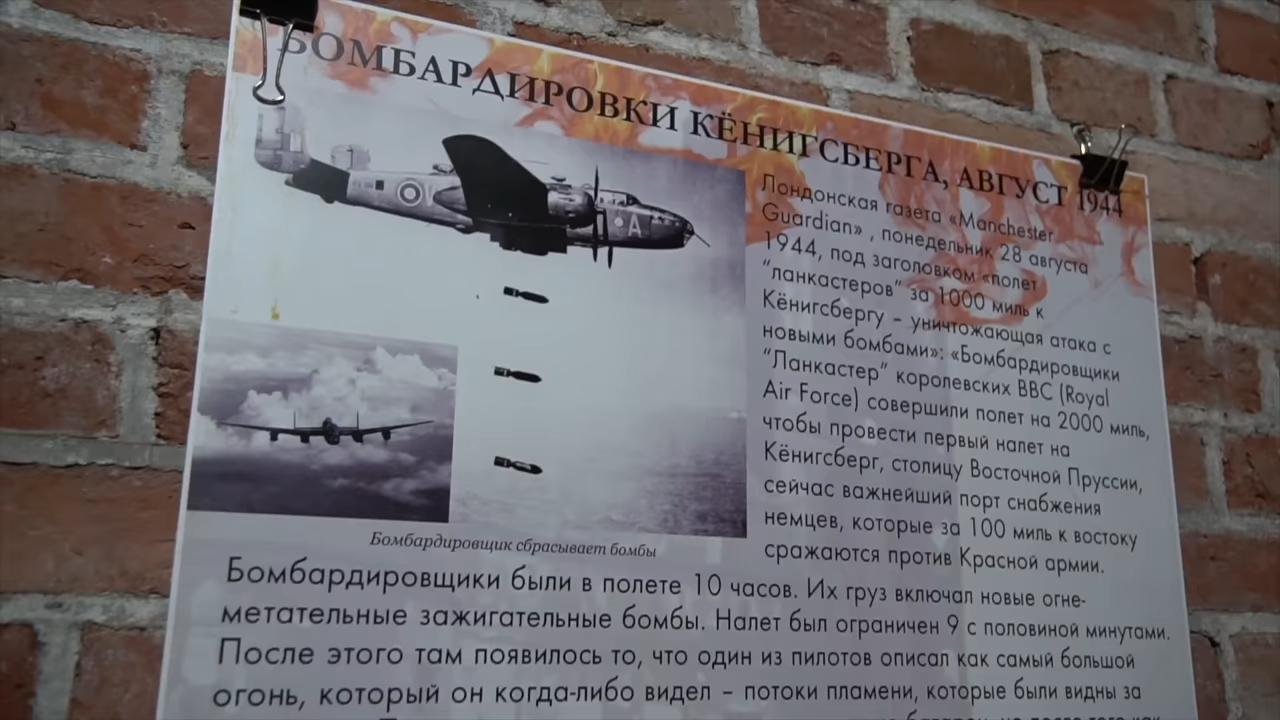 БОМБАРДИРОВКИ КЁНИГСБЕРГА, АВГУСТ 1944
Лондонская газета «Manchester
Guardian» , понедельник 28 августа
1944, под заголовком «полет
“ланкастеров” за 1000 миль к
Кёнигсбергу – уничтожающая атака с
новыми бомбами»: «Бомбардировщики
“Ланкастер” королевских ВВС (Royal
Air Force) совершили полет на 2000 миль,
чтобы провести первый налет на
Кёнигсберг, столицу Восточной Пруссии,
сейчас важнейший порт снабжения
немцев, которые за 100 миль к востоку
сражаются против Красной армии.
A
Бомбардировщик сбрасывает бомбы
Бомбардировщики были в полете 10 часов. Их груз включал новые огне-
метательные зажигательные бомбы. Налет был ограничен 9 с половиной минутами.
После этого там появилось то, что один из пилотов описал как самый большой
огонь, который он когда-либо видел – потоки пламени, которые были видны за